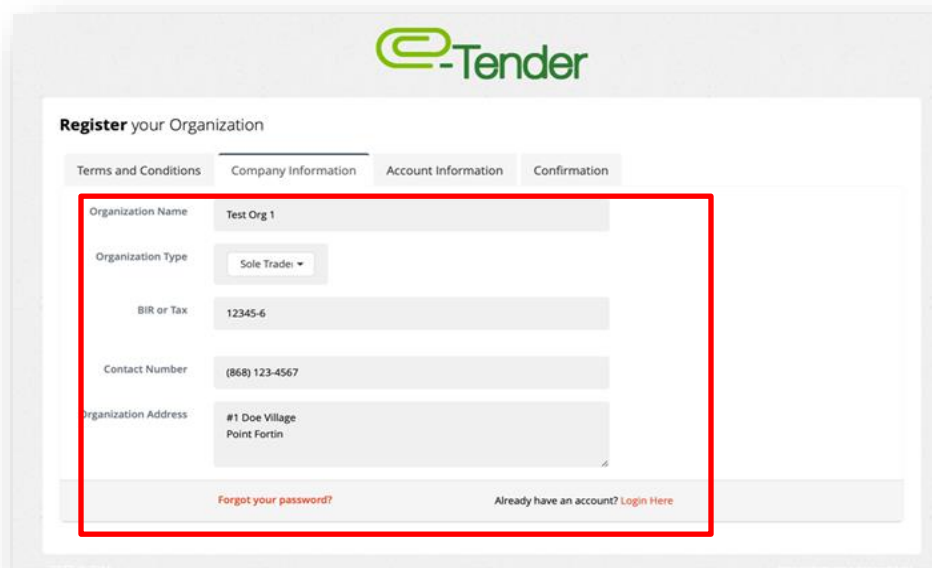 e-Tender
Register your Organization
Terms and Conditions Company Information Account Information Confirmation
Organization Name Test Org 1
Organization Type Sole Trade
BIR or Tax 12345-6
Contact Number (868) 123-4567
Organization Address #1 Doe Village
Point Fortin
Forgot your password? Already have an account? Login Here